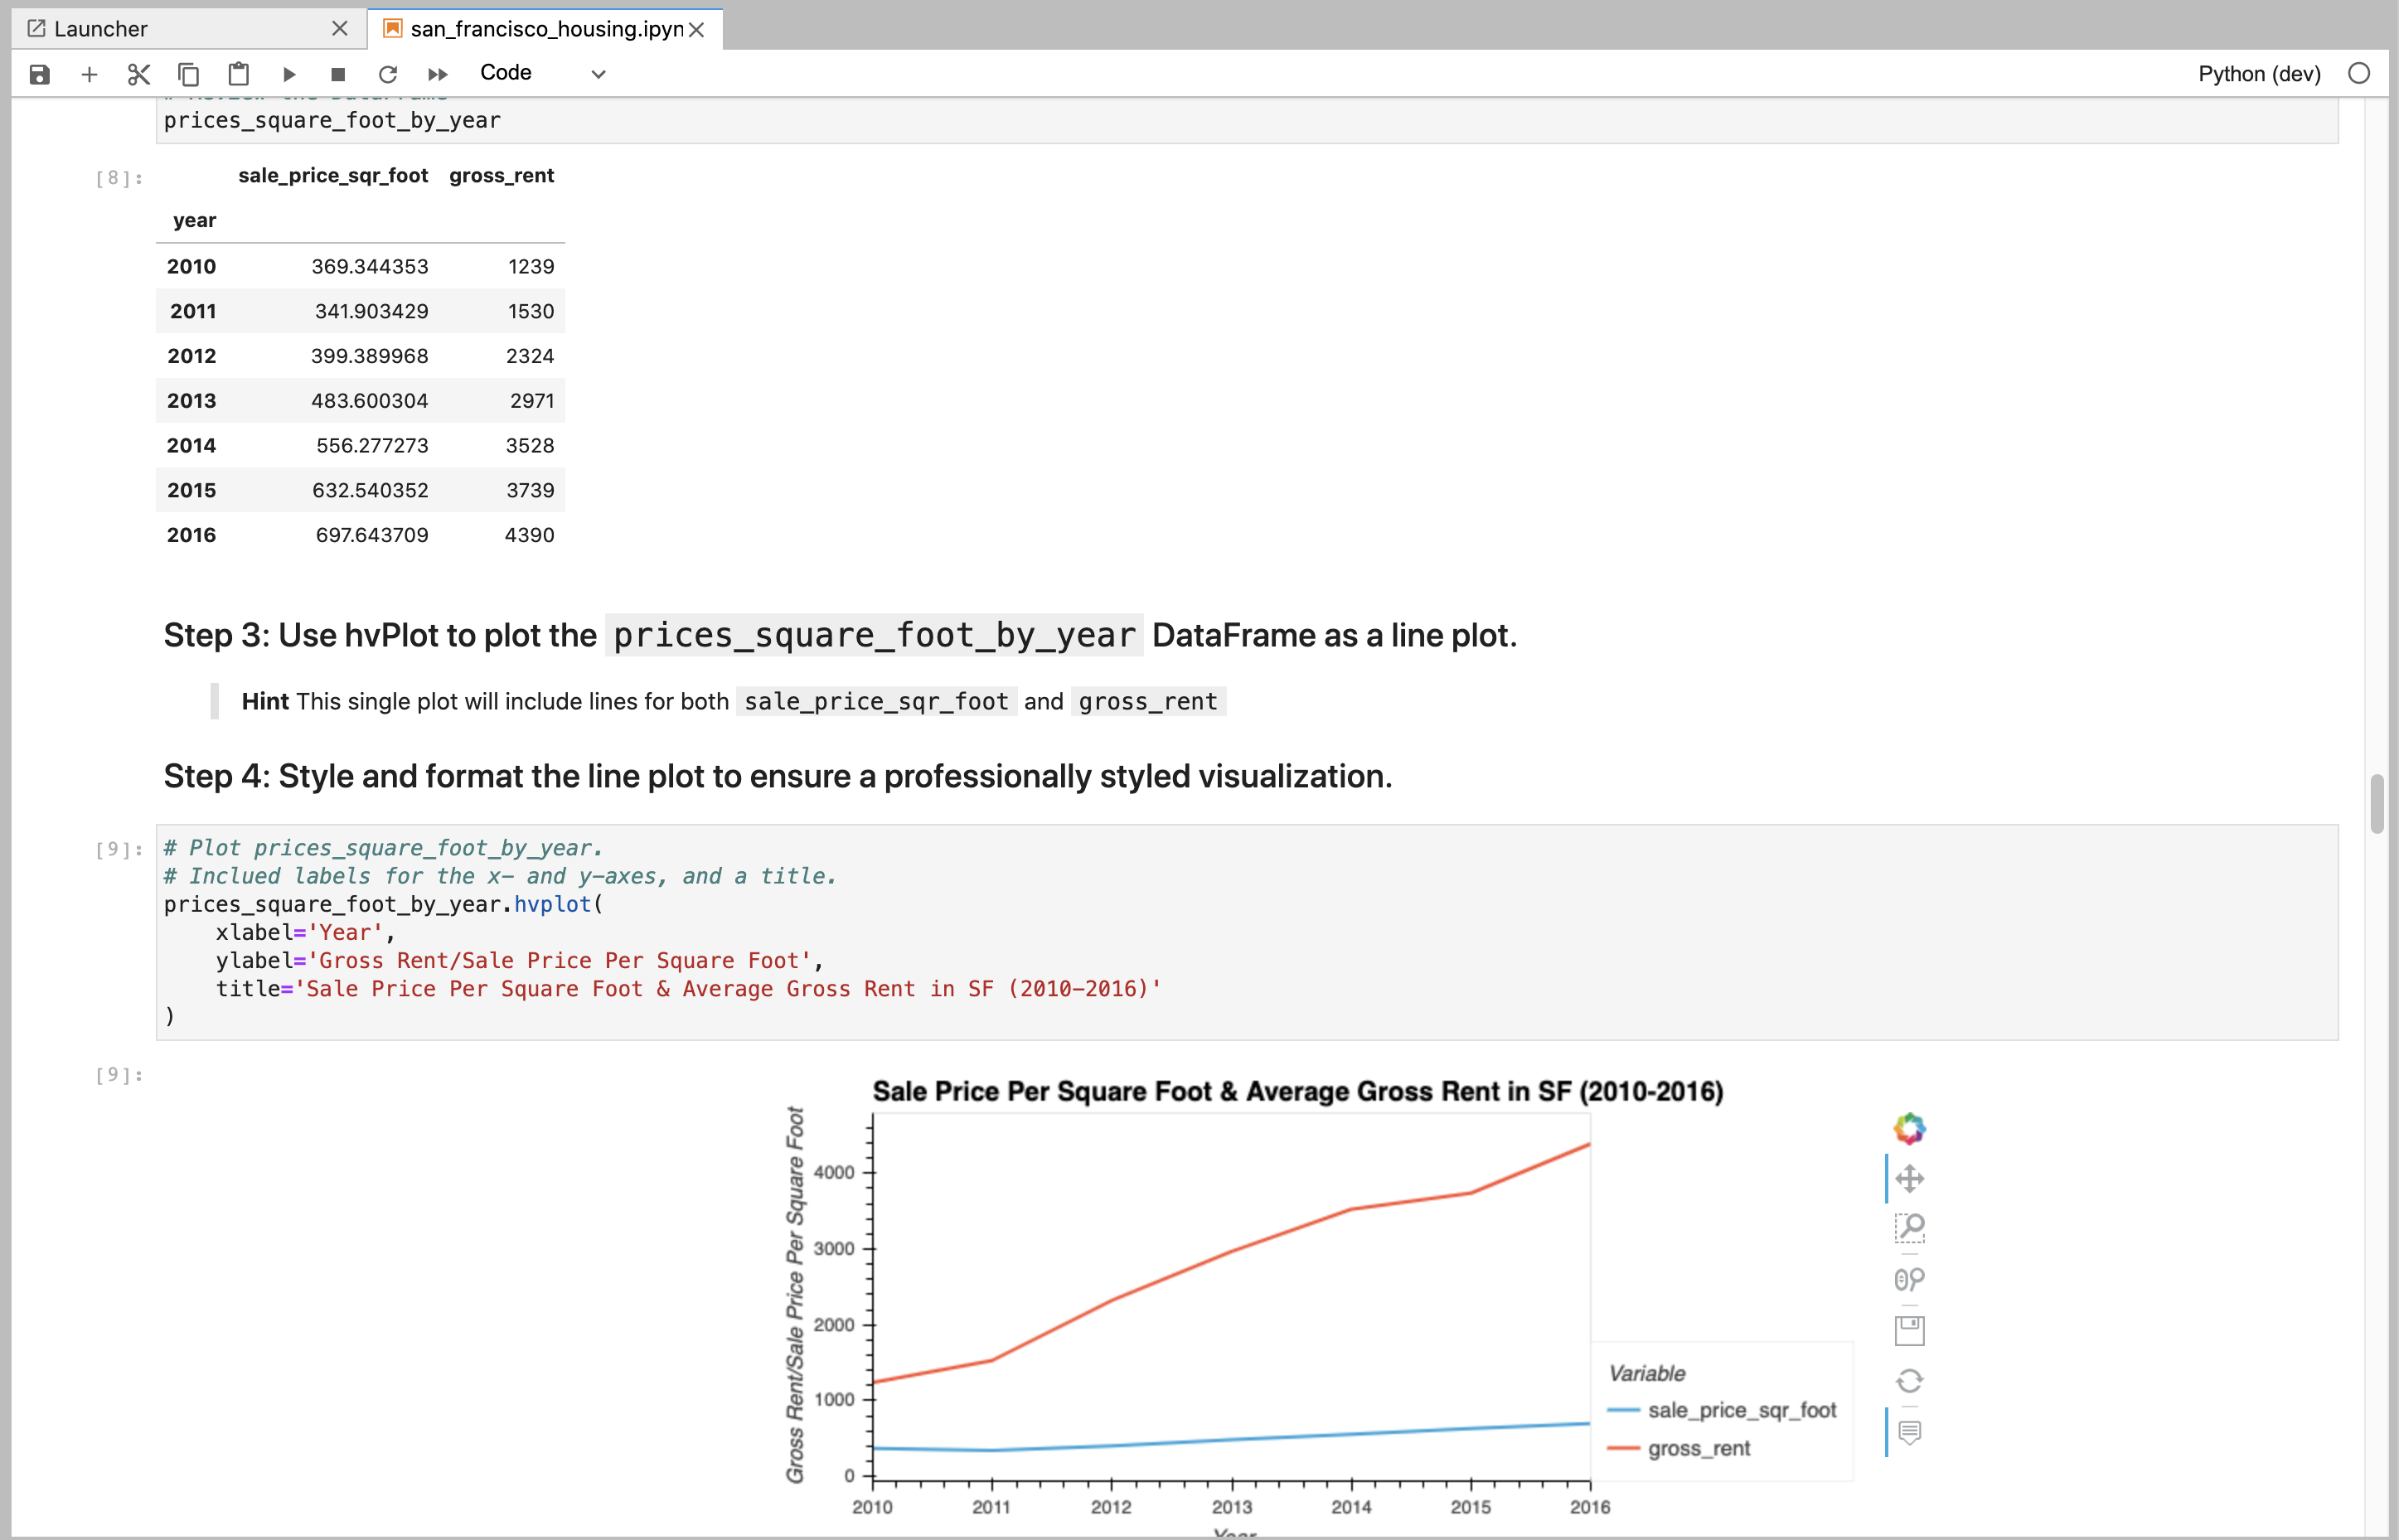 Launcher
san_francisco_housing.ipyn
Code
Python (dev)
# Review the DataFrame
prices_square_foot_by_year
[8]:
sale_price_sqr_foot gross_rent
year
2010 369.344353 1239
2011 341.903429 1530
2012 399.389968 2324
2013 483.600304 2971
2014 556.277273 3528
2015 632.540352 3739
2016 697.643709 4390
Step 3: Use hvPlot to plot the prices_square_foot_by_year DataFrame as a line plot.
Hint This single plot will include lines for both sale_price_sqr_foot and gross_rent
Step 4: Style and format the line plot to ensure a professionally styled visualization.
[9]:
# Plot prices_square_foot_by_year.
# Inclued labels for the x- and y-axes, and a title.
prices_square_foot_by_year.hvplot(
xlabel='Year',
ylabel='Gross Rent/Sale Price Per Square Foot',
title='Sale Price Per Square Foot & Average Gross Rent in SF (2010-2016)'
)
[9]:
Sale Price Per Square Foot & Average Gross Rent in SF (2010-2016)
Gross Rent/Sale Price Per Square Foot
4000
3000
2000
1000
0
Variable
sale_price_sqr_foot
gross_rent
2010 2011 2012 2013 2014 2015 2016
Year